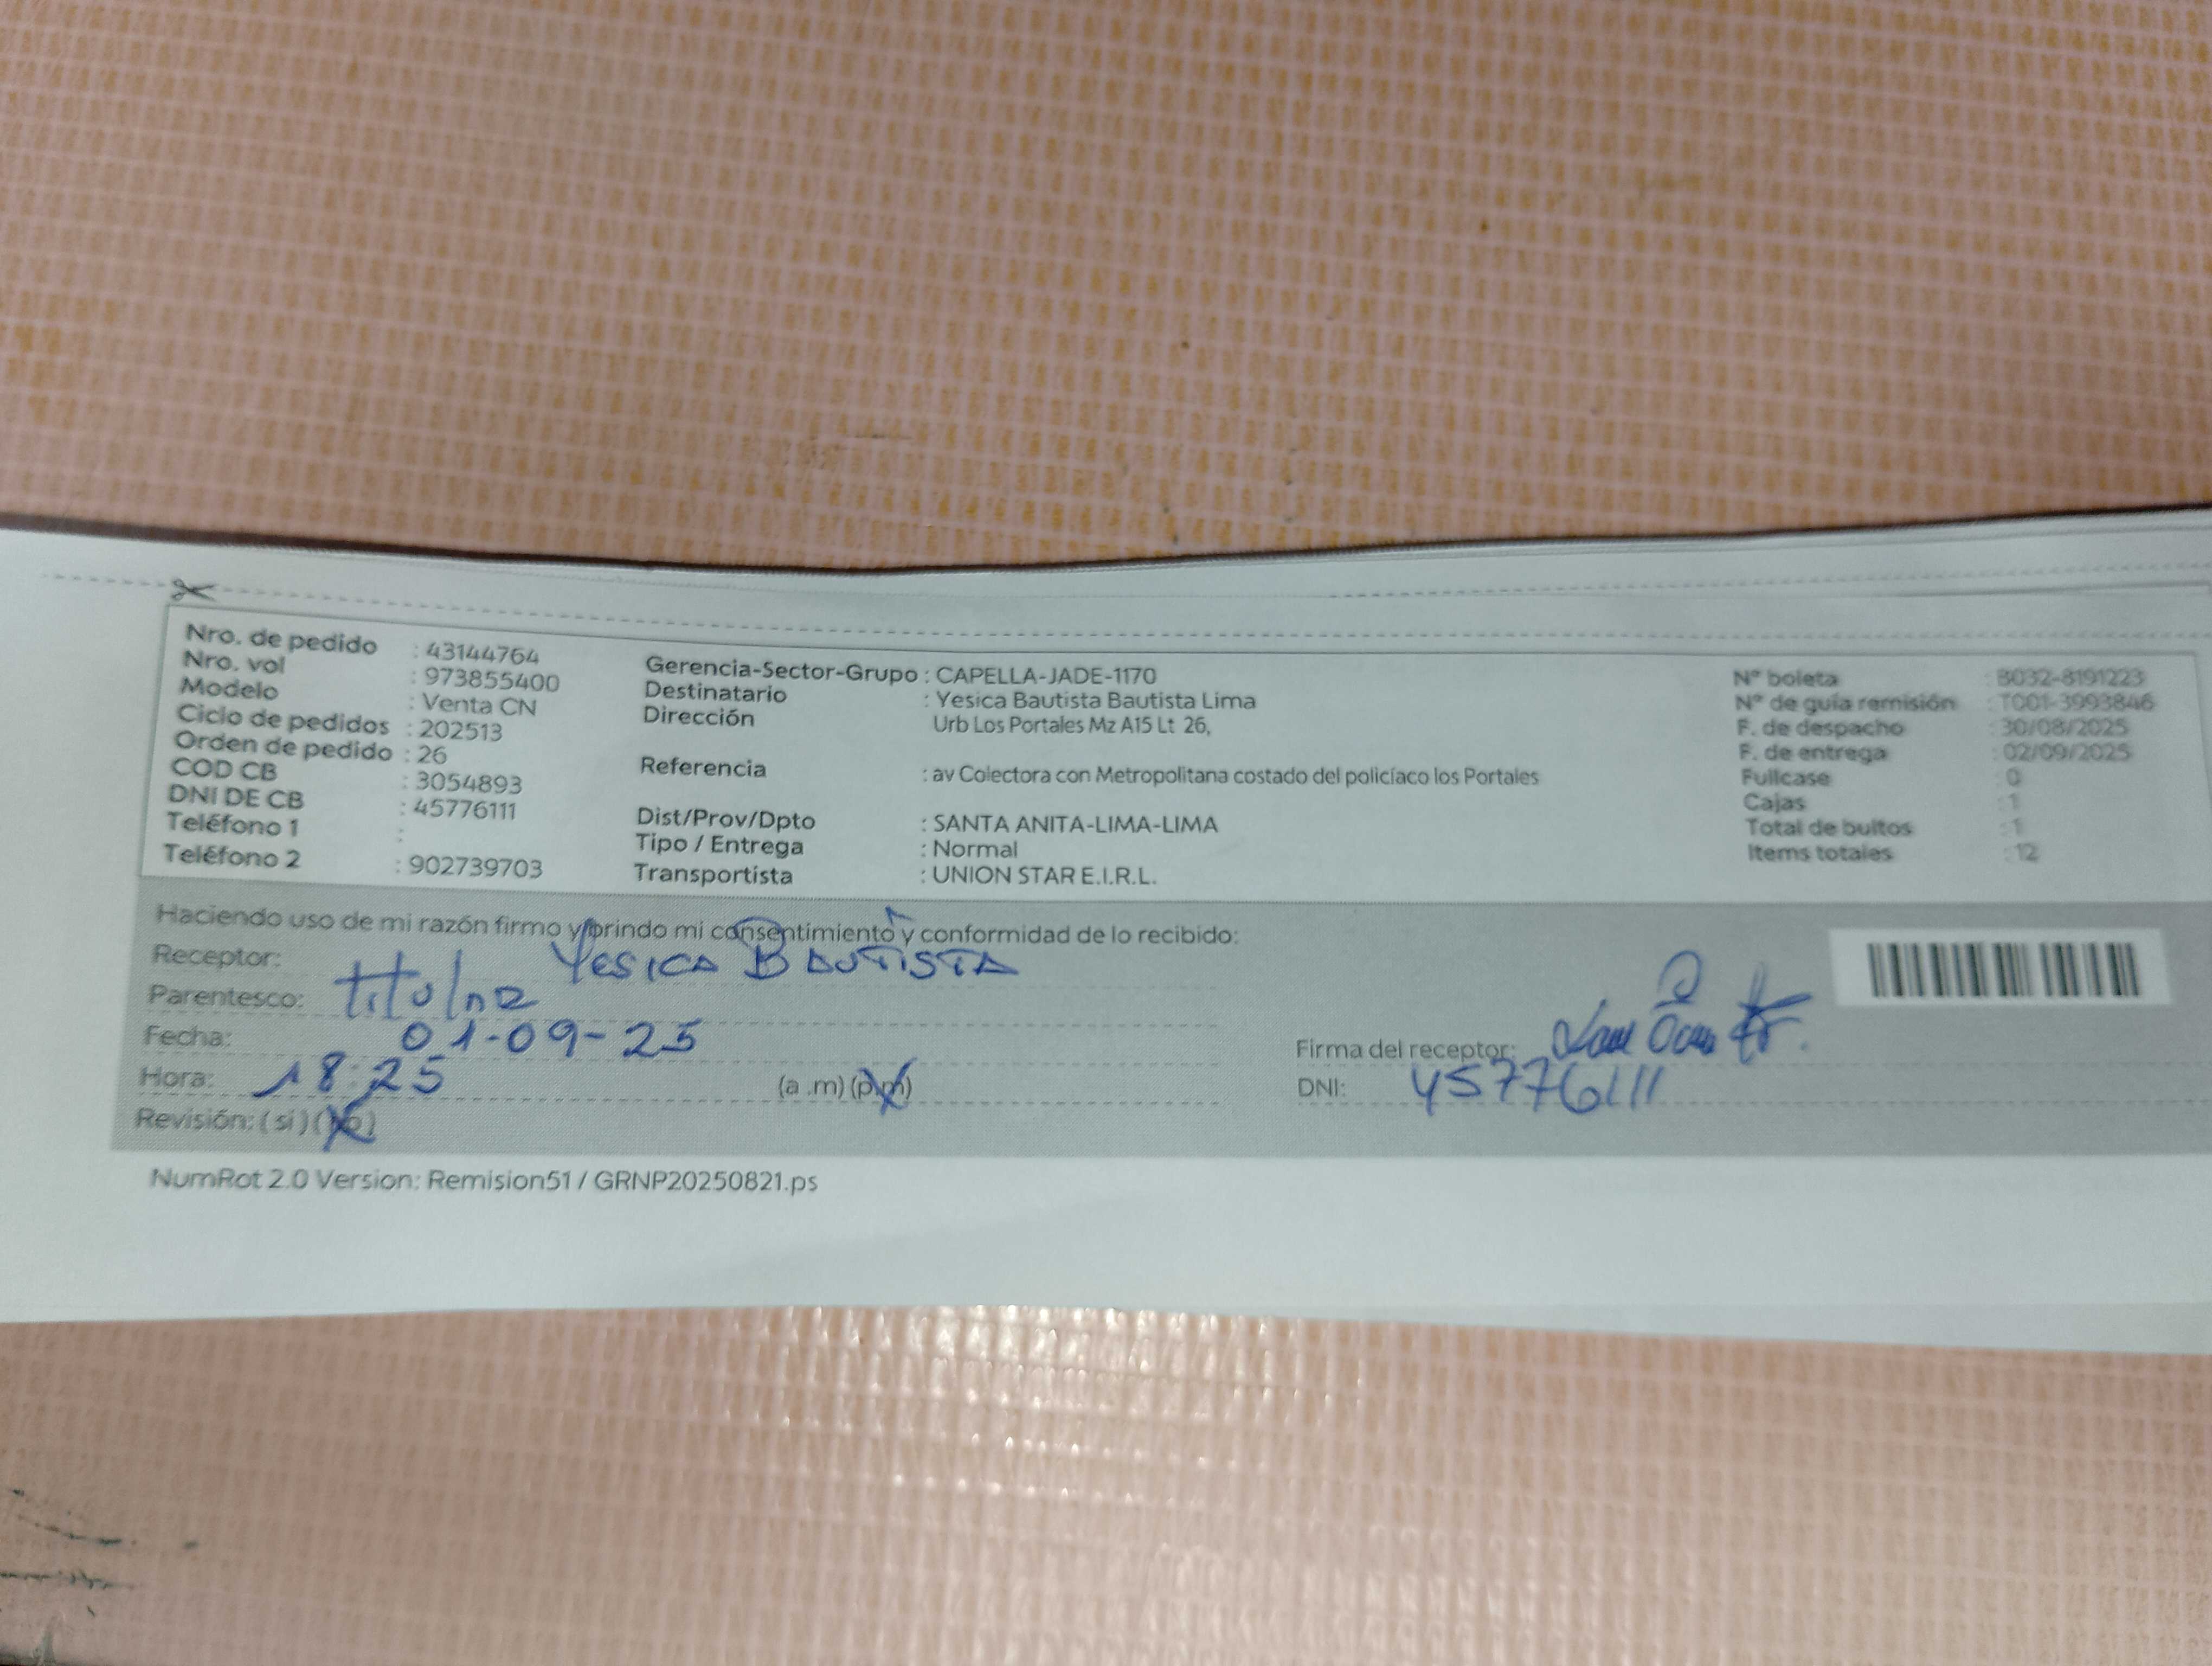 Nro. de pedido : 43144764
Nro. vol : 973855400
Modelo : Venta CN
Ciclo de pedidos : 202513
Orden de pedido : 26
COD CB : 3054893
DNI DE CB : 45776111
Teléfono 1 :
Teléfono 2 : 902739703
Gerencia-Sector-Grupo : CAPELLA-JADE-1170
Destinatario : Yesica Bautista Bautista Lima
Dirección Urb Los Portales Mz A15 Lt 26,
Referencia : av Colectora con Metropolitana costado del policíaco los Portales
Dist/Prov/Dpto : SANTA ANITA-LIMA-LIMA
Tipo / Entrega : Normal
Transportista : UNION STAR E.I.R.L.
N° boleta : B032-8191223
N° de guía remisión : T001-3993846
F. de despacho : 30/08/2025
F. de entrega : 02/09/2025
Fullcase : 0
Cajas : 1
Total de bultos : 1
Items totales : 12
Haciendo uso de mi razón firmo y brindo mi consentimiento y conformidad de lo recibido:
Receptor: YESICA BAUTISTA
Parentesco: titular
Fecha: 01-09-25
Hora: 18:25 (a .m) (p.m)
Revisión: ( si ) ( no )
Firma del receptor:
DNI: 45776111
NumRot 2.0 Version: Remision51 / GRNP20250821.ps